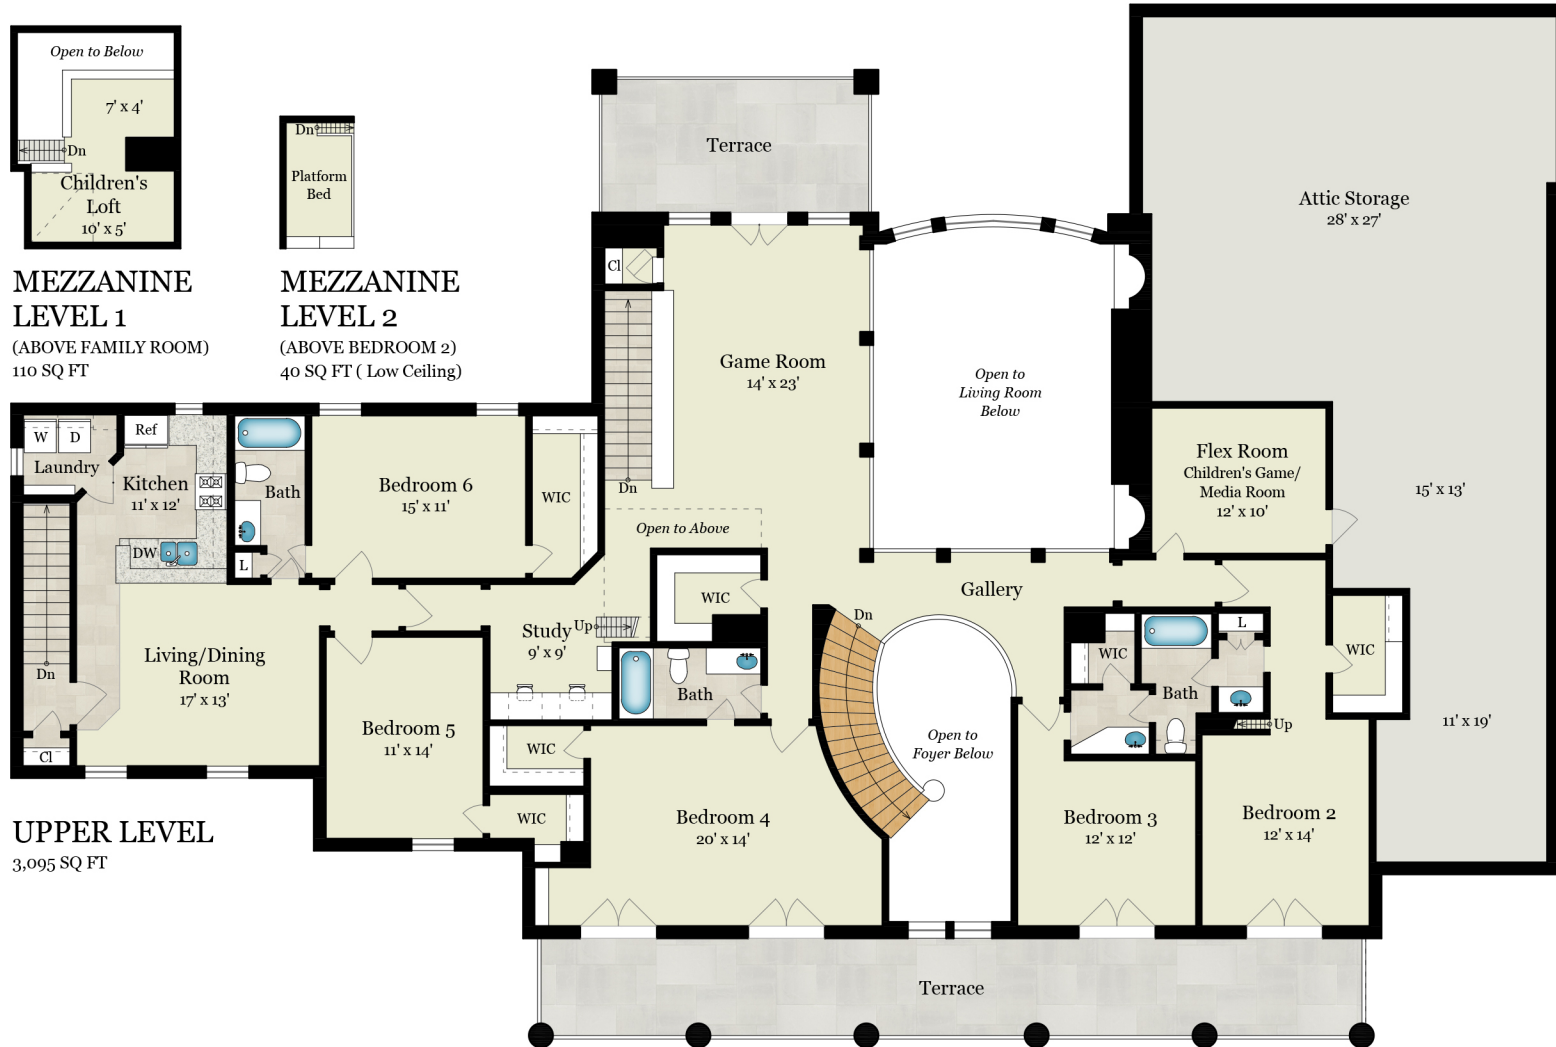 Open to Below
7' x 4'
Dn
Children's
Loft
10' x 5'
MEZZANINE
LEVEL 1
(ABOVE FAMILY ROOM)
110 SQ FT
Dn
Platform
Bed
MEZZANINE
LEVEL 2
(ABOVE BEDROOM 2)
40 SQ FT ( Low Ceiling)
Terrace
Cl
Game Room
14' x 23'
Dn
Open to Above
Open to
Living Room
Below
Attic Storage
28' x 27'
15' x 13'
11' x 19'
Flex Room
Children's Game/
Media Room
12' x 10'
W
D
Laundry
Ref
Kitchen
11' x 12'
DW
Bath
L
Bedroom 6
15' x 11'
WIC
Dn
Cl
Living/Dining
Room
17' x 13'
Bedroom 5
11' x 14'
Study
9' x 9'
Up
WIC
Bath
WIC
WIC
Bedroom 4
20' x 14'
Gallery
Dn
Open to
Foyer Below
WIC
Bath
L
WIC
Up
Bedroom 3
12' x 12'
Bedroom 2
12' x 14'
UPPER LEVEL
3,095 SQ FT
Terrace